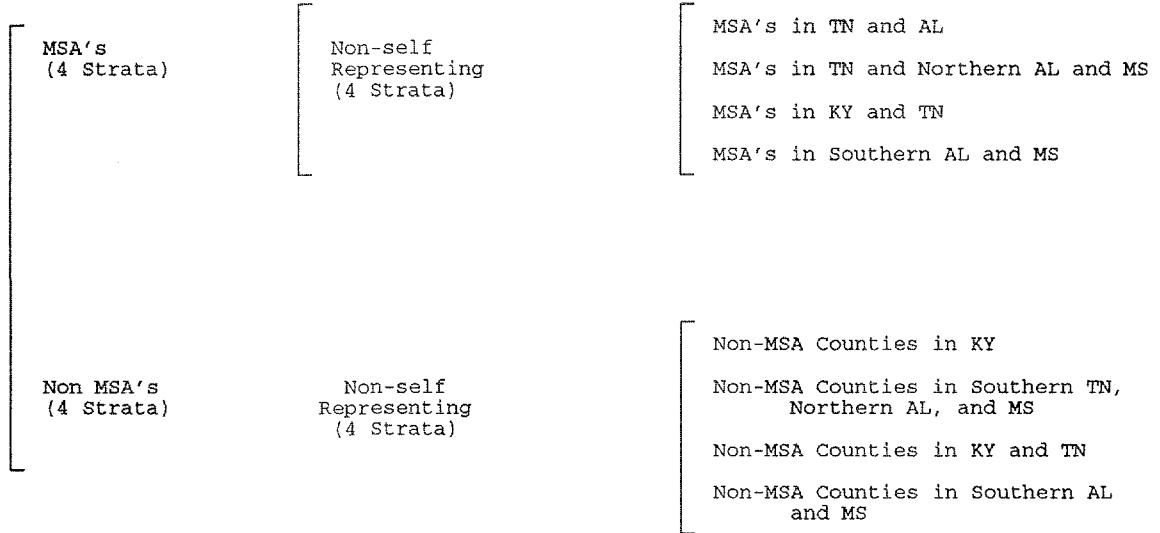 MSA's
(4 Strata)
Non-self
Representing
(4 Strata)
MSA's in TN and AL
MSA's in TN and Northern AL and MS
MSA's in KY and TN
MSA's in Southern AL and MS
Non MSA's
(4 Strata)
Non-self
Representing
(4 Strata)
Non-MSA Counties in KY
Non-MSA Counties in Southern TN,
Northern AL, and MS
Non-MSA Counties in KY and TN
Non-MSA Counties in Southern AL
and MS